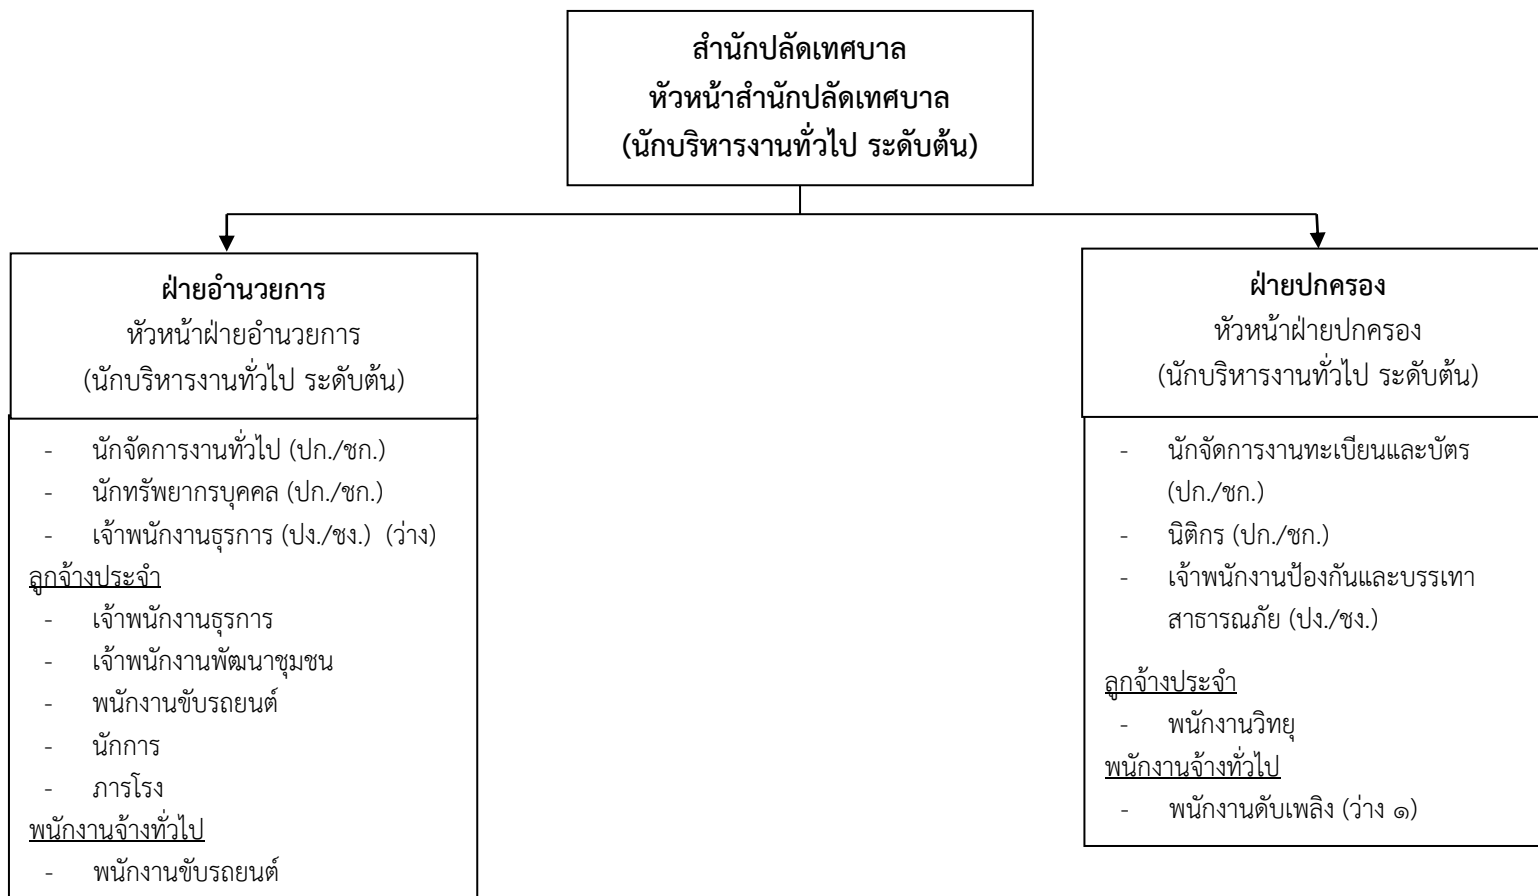 สำนักปลัดเทศบาล
หัวหน้าสำนักปลัดเทศบาล
(นักบริหารงานทั่วไป ระดับต้น)
ฝ่ายอำนวยการ
หัวหน้าฝ่ายอำนวยการ
(นักบริหารงานทั่วไป ระดับต้น)
- นักจัดการงานทั่วไป (ปก./ชก.)
- นักทรัพยากรบุคคล (ปก./ชก.)
- เจ้าพนักงานธุรการ (ปง./ชง.) (ว่าง)
ลูกจ้างประจำ
- เจ้าพนักงานธุรการ
- เจ้าพนักงานพัฒนาชุมชน
- พนักงานขับรถยนต์
- นักการ
- ภารโรง
พนักงานจ้างทั่วไป
- พนักงานขับรถยนต์
ฝ่ายปกครอง
หัวหน้าฝ่ายปกครอง
(นักบริหารงานทั่วไป ระดับต้น)
- นักจัดการงานทะเบียนและบัตร
(ปก./ชก.)
- นิติกร (ปก./ชก.)
- เจ้าพนักงานป้องกันและบรรเทา
สาธารณภัย (ปง./ชง.)
ลูกจ้างประจำ
- พนักงานวิทยุ
พนักงานจ้างทั่วไป
- พนักงานดับเพลิง (ว่าง ๑)